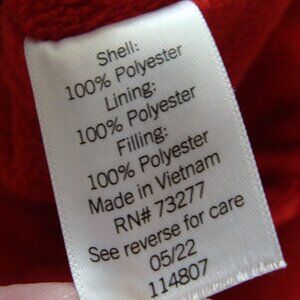 Shell:
100% Polyester
Lining:
100% Polyester
Filling:
100% Polyester
Made in Vietnam
RN# 73277
See reverse for care
05/22
114807